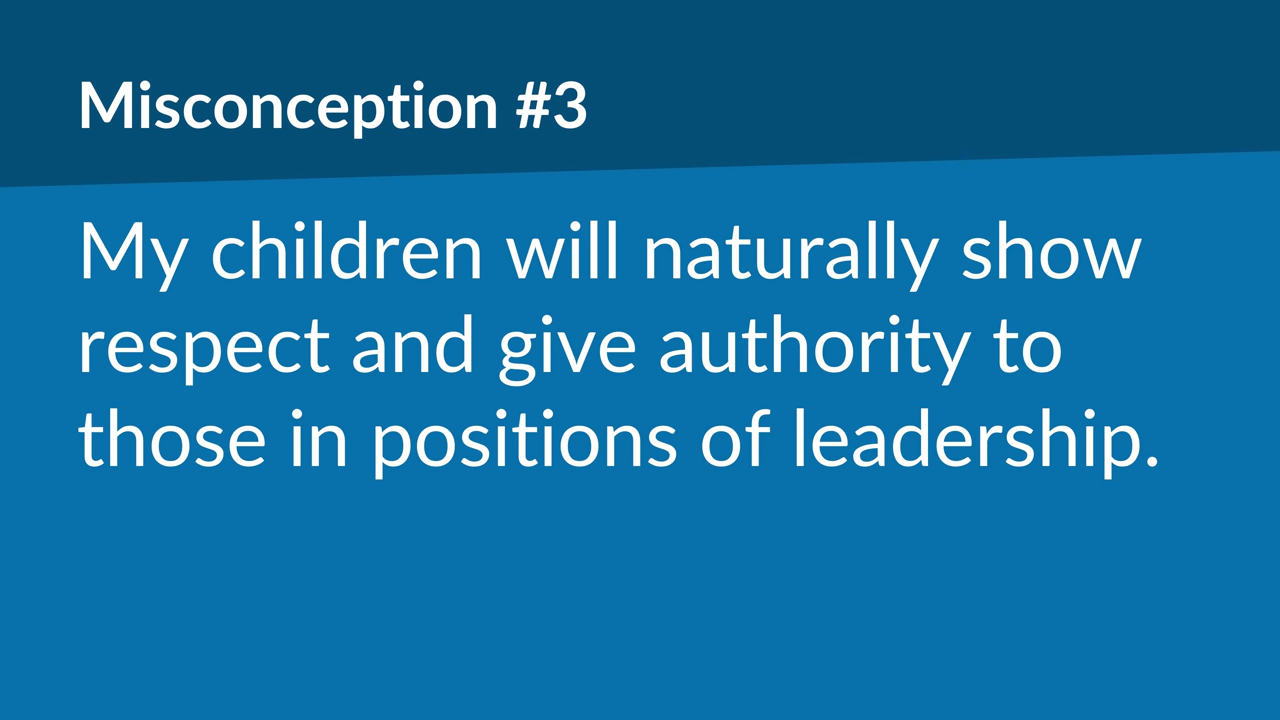 Misconception #3
My children will naturally show
respect and give authority to
those in positions of leadership.